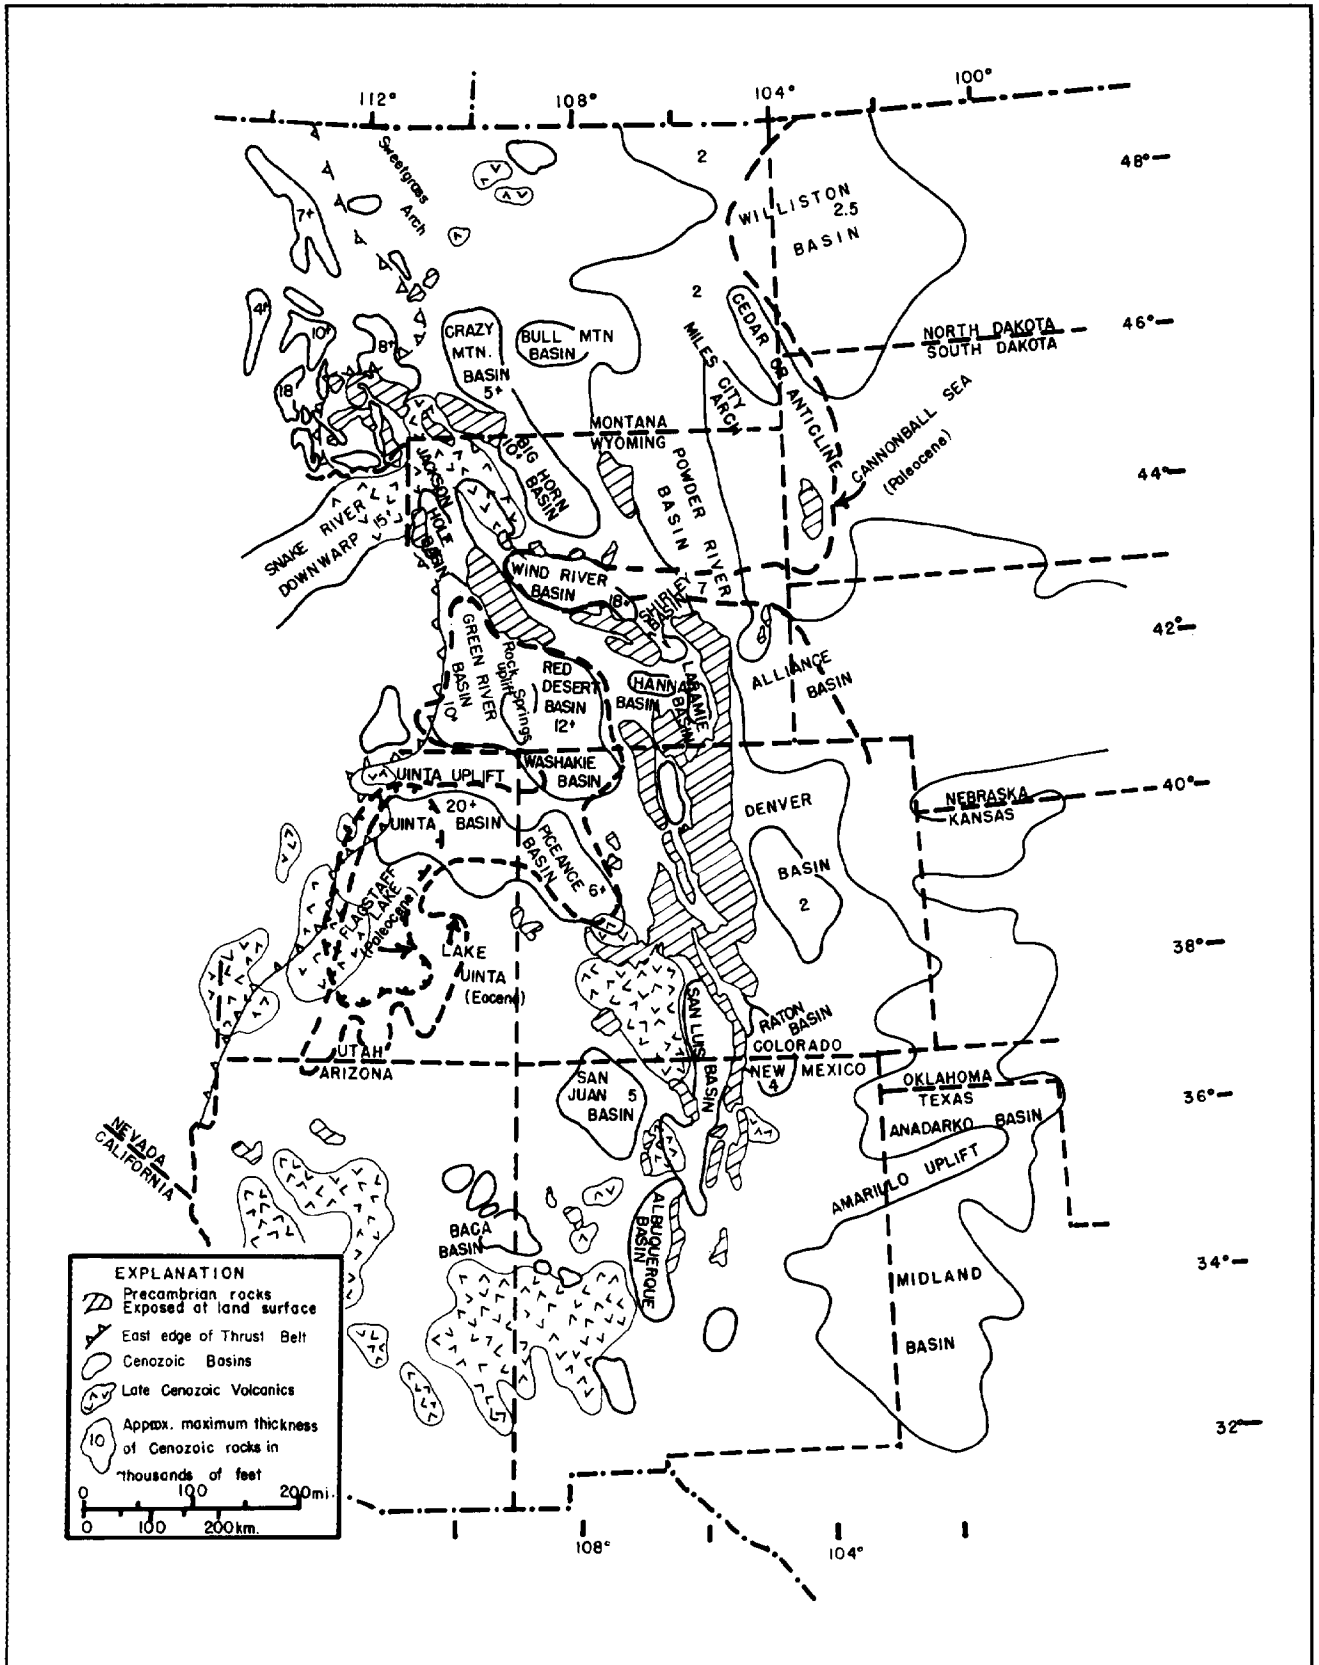 112°
108°
104°
100°
48°
46°
44°
42°
40°
38°
36°
34°
32°
Sweetgrass
Arch
2
WILLISTON
2.5
BASIN
7+
4+
10+
8+
18
CRAZY
MTN.
BASIN
5+
BULL MTN
BASIN
2
CEDAR
OR ANTICLINE
MILES CITY
ARCH
NORTH DAKOTA
SOUTH DAKOTA
MONTANA
WYOMING
CANNONBALL SEA
(Paleocene)
10+
BIG HORN
BASIN
POWDER RIVER
BASIN
7
JACKSON
HOLE
BASIN
SNAKE RIVER
DOWNWARP
15+
WIND RIVER
BASIN
18+
SHIRLEY
BASIN
GREEN RIVER
BASIN
10+
Rock Springs
uplift
RED
DESERT
BASIN
12+
HANNA
BASIN
LARAMIE
BASIN
ALLIANCE
BASIN
UINTA UPLIFT
WASHAKIE
BASIN
20+
UINTA BASIN
PICEANCE
BASIN
6+
DENVER
BASIN
2
NEBRASKA
KANSAS
FLAGSTAFF
LAKE
(Paleocene)
LAKE
UINTA
(Eocene)
SAN LUIS
BASIN
RATON
BASIN
COLORADO
NEW MEXICO
4
UTAH
ARIZONA
SAN
JUAN 5
BASIN
OKLAHOMA
TEXAS
ANADARKO BASIN
AMARILLO UPLIFT
NEVADA
CALIFORNIA
BACA
BASIN
ALBUQUERQUE
BASIN
MIDLAND
BASIN
EXPLANATION
Precambrian rocks
Exposed at land surface
East edge of Thrust Belt
Cenozoic Basins
Late Cenozoic Volcanics
10
Approx. maximum thickness
of Cenozoic rocks in
thousands of feet
0 100 200 mi.
0 100 200 km.
108°
104°